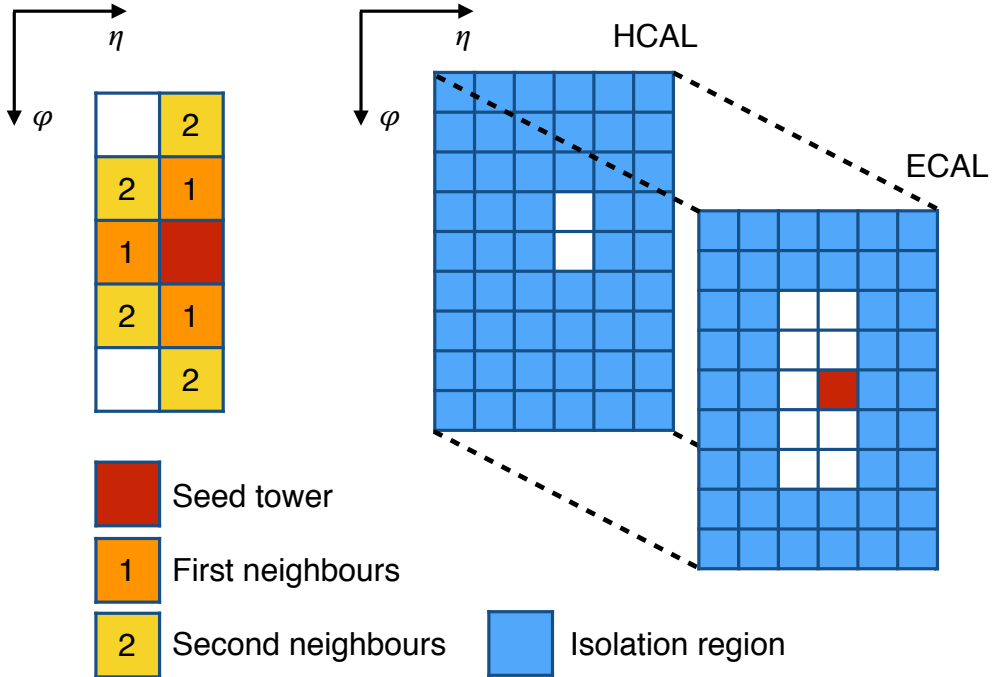 η
φ
2
2
1
1
2
1
2
Seed tower
1
First neighbours
2
Second neighbours
η
HCAL
φ
ECAL
Isolation region